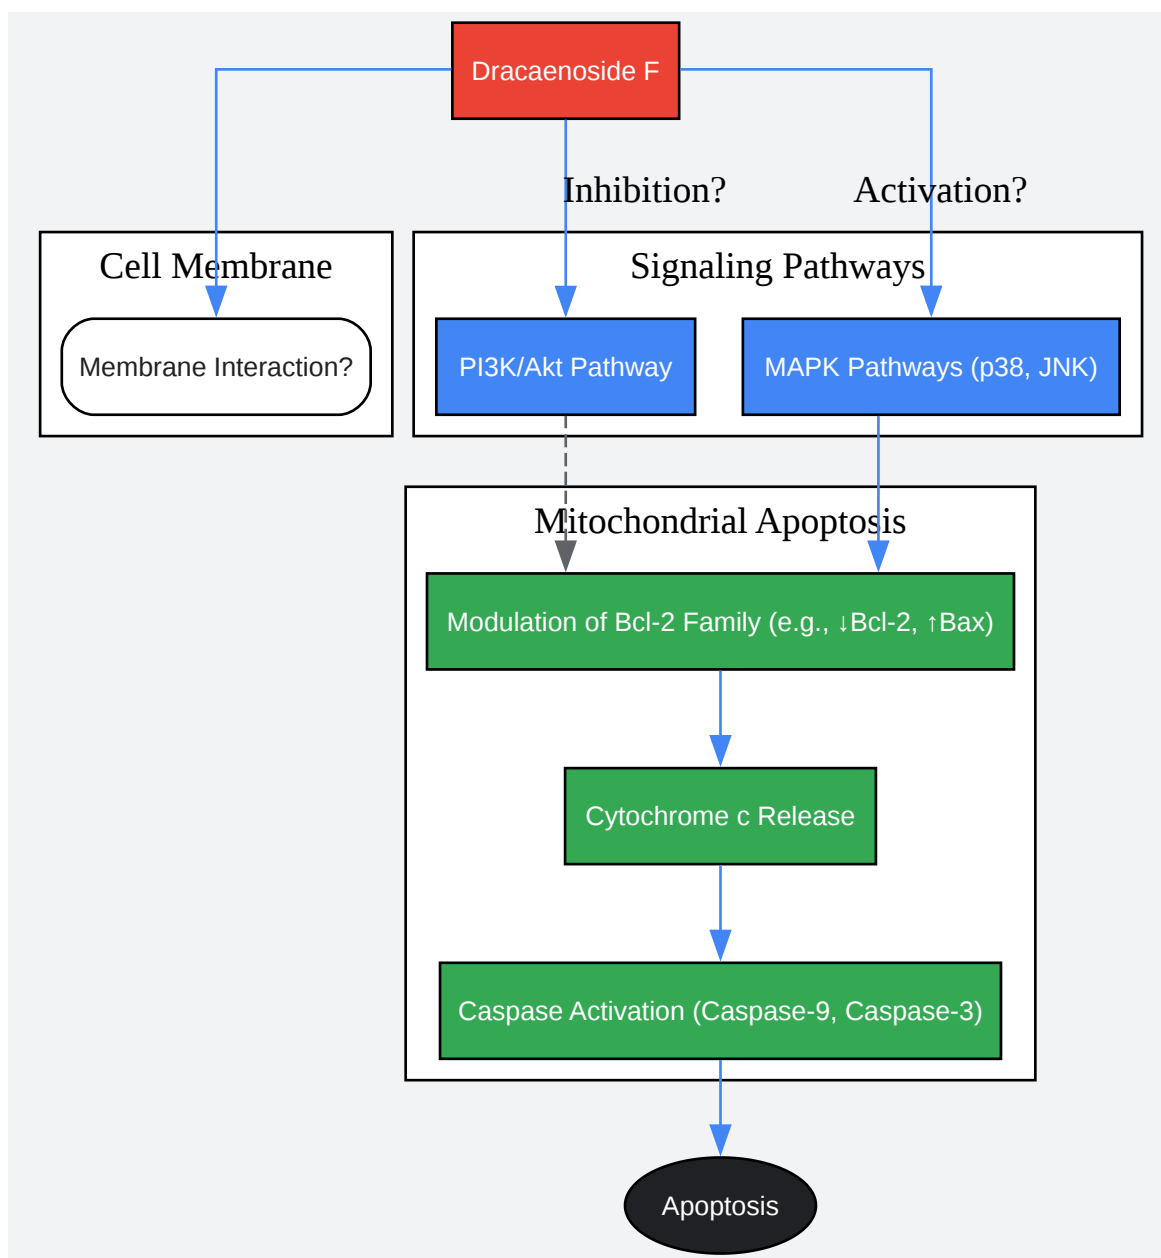 Dracaenoside F
Inhibition?
Activation?
Cell Membrane
Signaling Pathways
Membrane Interaction?
PI3K/Akt Pathway
MAPK Pathways (p38, JNK)
Mitochondrial Apoptosis
Modulation of Bcl-2 Family (e.g., ↓Bcl-2, ↑Bax)
Cytochrome c Release
Caspase Activation (Caspase-9, Caspase-3)
Apoptosis